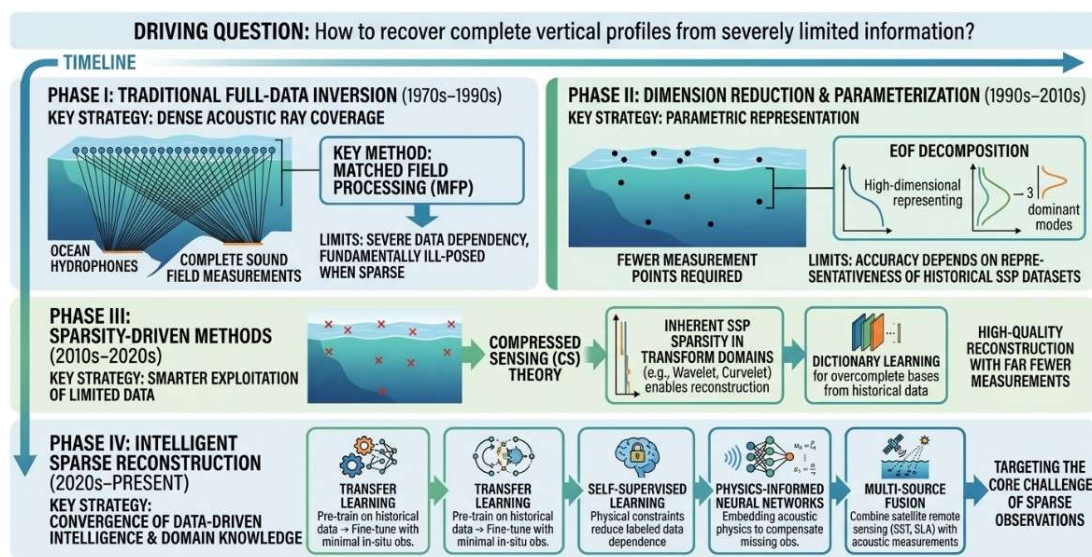 DRIVING QUESTION: How to recover complete vertical profiles from severely limited information?
TIMELINE
PHASE I: TRADITIONAL FULL-DATA INVERSION (1970s–1990s)
KEY STRATEGY: DENSE ACOUSTIC RAY COVERAGE
KEY METHOD:
MATCHED FIELD
PROCESSING (MFP)
LIMITS: SEVERE DATA DEPENDENCY,
FUNDAMENTALLY ILL-POSED
WHEN SPARSE
OCEAN
HYDROPHONES
COMPLETE SOUND
FIELD MEASUREMENTS
PHASE II: DIMENSION REDUCTION & PARAMETERIZATION (1990s–2010s)
KEY STRATEGY: PARAMETRIC REPRESENTATION
EOF DECOMPOSITION
High-dimensional
representing
3
dominant
modes
FEWER MEASUREMENT
POINTS REQUIRED
LIMITS: ACCURACY DEPENDS ON REPRE-
SENTATIVENESS OF HISTORICAL SSP DATASETS
PHASE III:
SPARSITY-DRIVEN METHODS
(2010s–2020s)
KEY STRATEGY: SMARTER EXPLOITATION
OF LIMITED DATA
COMPRESSED
SENSING (CS)
THEORY
INHERENT SSP
SPARSITY IN
TRANSFORM DOMAINS
(e.g., Wavelet, Curvelet)
enables reconstruction
DICTIONARY LEARNING
for overcomplete bases
from historical data
HIGH-QUALITY
RECONSTRUCTION
WITH FAR FEWER
MEASUREMENTS
PHASE IV: INTELLIGENT
SPARSE RECONSTRUCTION
(2020s–PRESENT)
KEY STRATEGY:
CONVERGENCE OF DATA-DRIVEN
INTELLIGENCE & DOMAIN KNOWLEDGE
TRANSFER
LEARNING
Pre-train on historical
data → Fine-tune with
minimal in-situ obs.
TRANSFER
LEARNING
Pre-train on historical
data → Fine-tune with
minimal in-situ obs.
SELF-SUPERVISED
LEARNING
Physical constraints
reduce labeled data
dependence
PHYSICS-INFORMED
NEURAL NETWORKS
Embedding acoustic
physics to compensate
missing obs.
MULTI-SOURCE
FUSION
Combine satellite remote
sensing (SST, SLA) with
acoustic measurements
TARGETING THE
CORE CHALLENGE
OF SPARSE
OBSERVATIONS